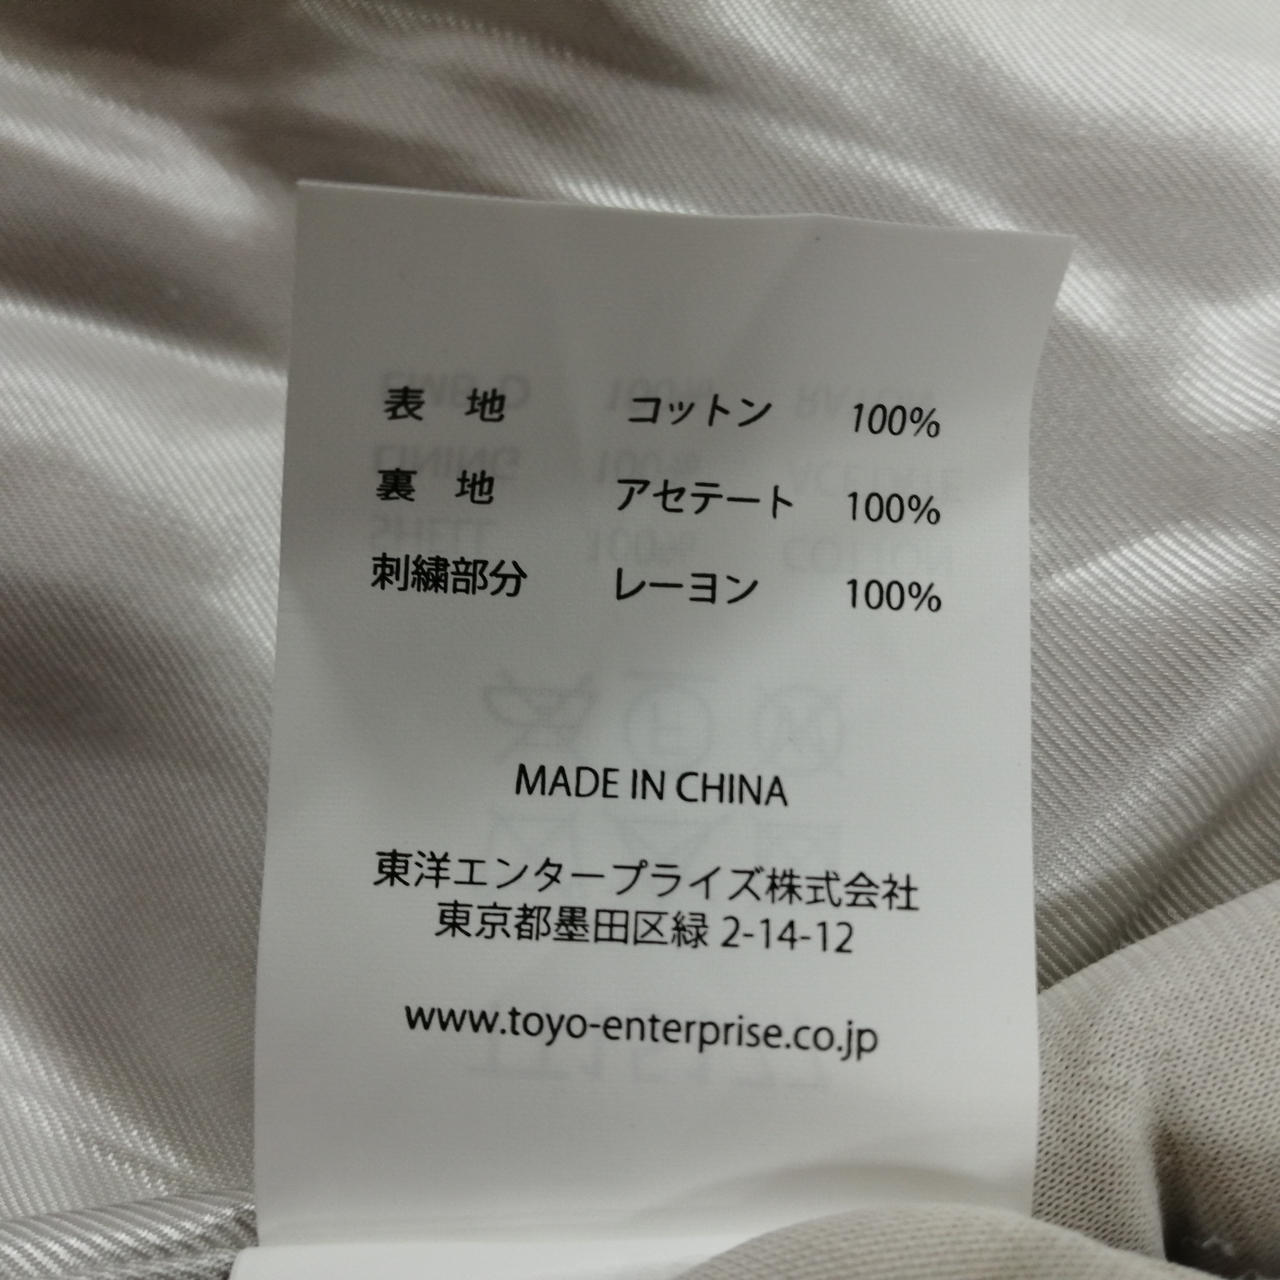 表 地 コットン 100%
裏 地 アセテート 100%
刺繍部分 レーヨン 100%
MADE IN CHINA
東洋エンタープライズ株式会社
東京都墨田区緑 2-14-12
www.toyo-enterprise.co.jp